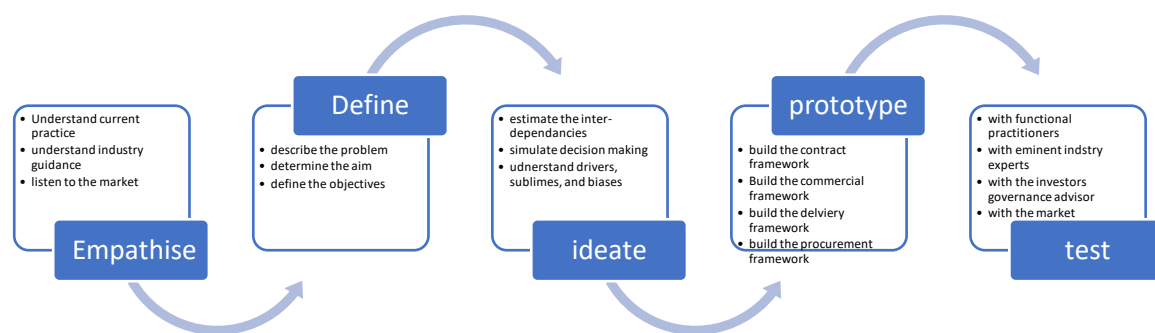 • Understand current
practice
• understand industry
guidance
• listen to the market
Empathise
Define
• describe the problem
• determine the aim
• define the objectives
• estimate the inter-
dependancies
• simulate decision making
• udnerstand drivers,
sublimes, and biases
ideate
prototype
• build the contract
framework
• Build the commercial
framework
• build the delviery
framework
• build the procurement
framework
• with functional
practitioners
• with eminent indstry
experts
• with the investors
governance advisor
• with the market
test